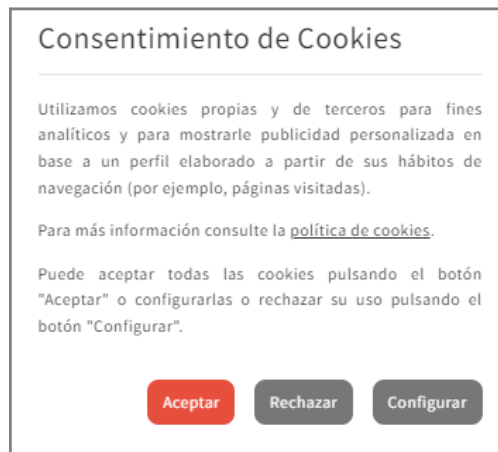 Consentimiento de Cookies
Utilizamos cookies propias y de terceros para fines
analíticos y para mostrarle publicidad personalizada en
base a un perfil elaborado a partir de sus hábitos de
navegación (por ejemplo, páginas visitadas).
Para más información consulte la política de cookies.
Puede aceptar todas las cookies pulsando el botón
"Aceptar" o configurarlas o rechazar su uso pulsando el
botón "Configurar".
Aceptar Rechazar Configurar